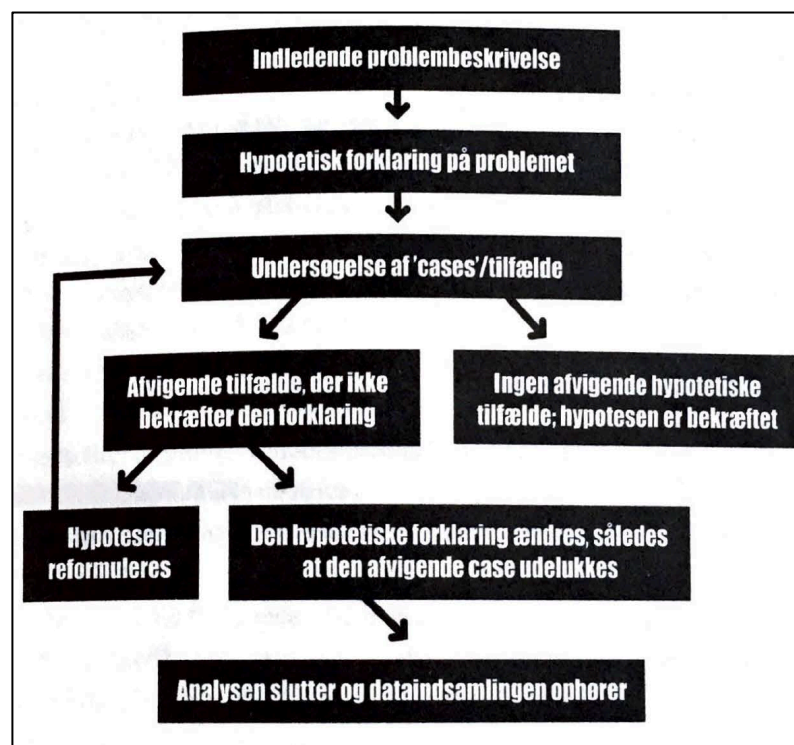 Indledende problembeskrivelse
Hypotetisk forklaring på problemet
Undersøgelse af 'cases'/tilfælde
Afvigende tilfælde, der ikke
bekræfter den forklaring
Ingen afvigende hypotetiske
tilfælde; hypotesen er bekræftet
Hypotesen
reformuleres
Den hypotetiske forklaring ændres, således
at den afvigende case udelukkes
Analysen slutter og dataindsamlingen ophører